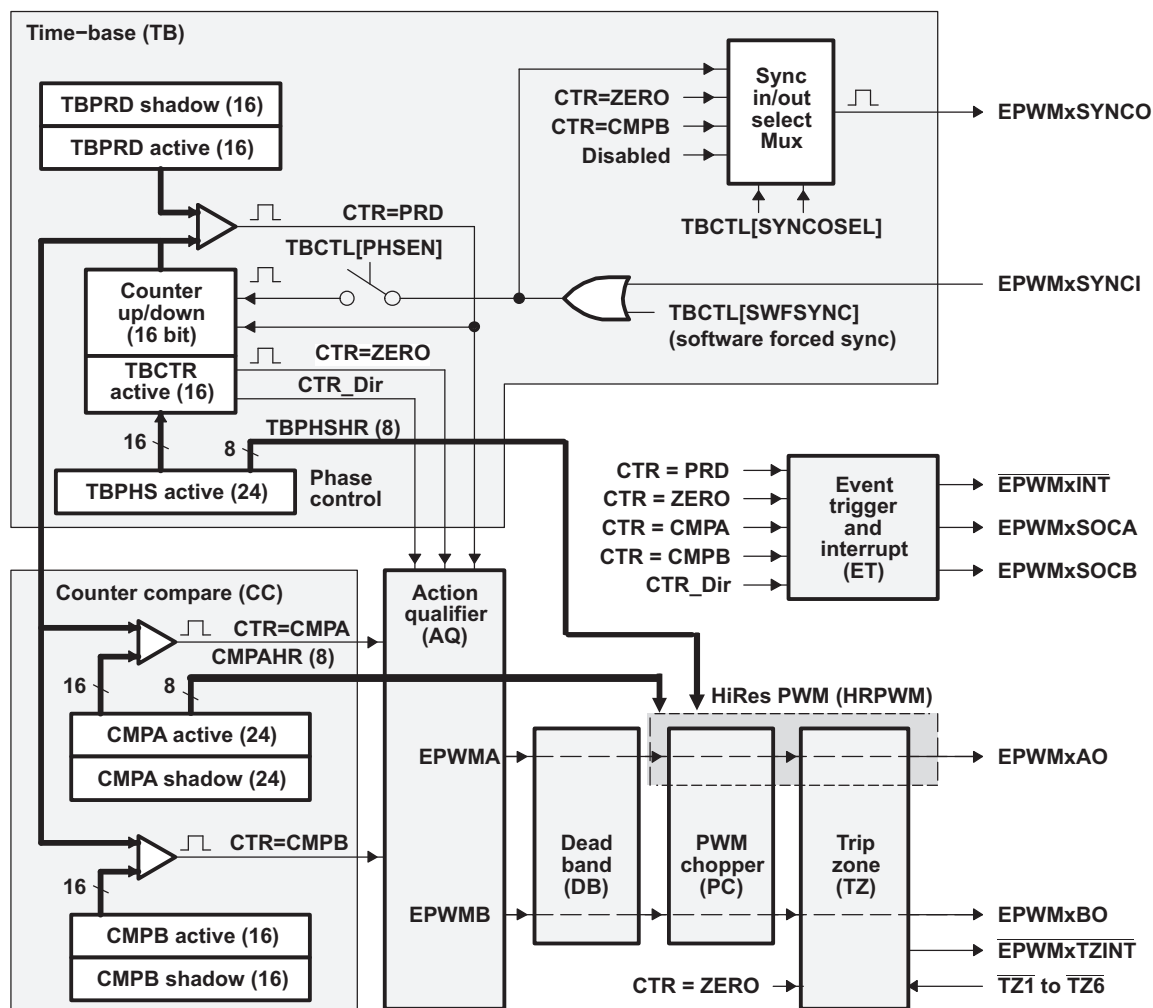 Time−base (TB)
TBPRD shadow (16)
TBPRD active (16)
CTR=ZERO
CTR=CMPB
Disabled
Sync
in/out
select
Mux
EPWMxSYNCO
TBCTL[SYNCOSEL]
CTR=PRD
TBCTL[PHSEN]
Counter
up/down
(16 bit)
TBCTR
active (16)
EPWMxSYNCI
TBCTL[SWFSYNC]
(software forced sync)
CTR=ZERO
CTR_Dir
16
8
TBPHSHR (8)
TBPHS active (24)
Phase
control
CTR = PRD
CTR = ZERO
CTR = CMPA
CTR = CMPB
CTR_Dir
Event
trigger
and
interrupt
(ET)
EPWMxINT
EPWMxSOCA
EPWMxSOCB
Counter compare (CC)
CTR=CMPA
CMPAHR (8)
16
8
CMPA active (24)
CMPA shadow (24)
CTR=CMPB
16
CMPB active (16)
CMPB shadow (16)
Action
qualifier
(AQ)
EPWMA
EPWMB
HiRes PWM (HRPWM)
Dead
band
(DB)
PWM
chopper
(PC)
Trip
zone
(TZ)
EPWMxAO
EPWMxBO
EPWMxTZINT
CTR = ZERO
TZ1 to TZ6